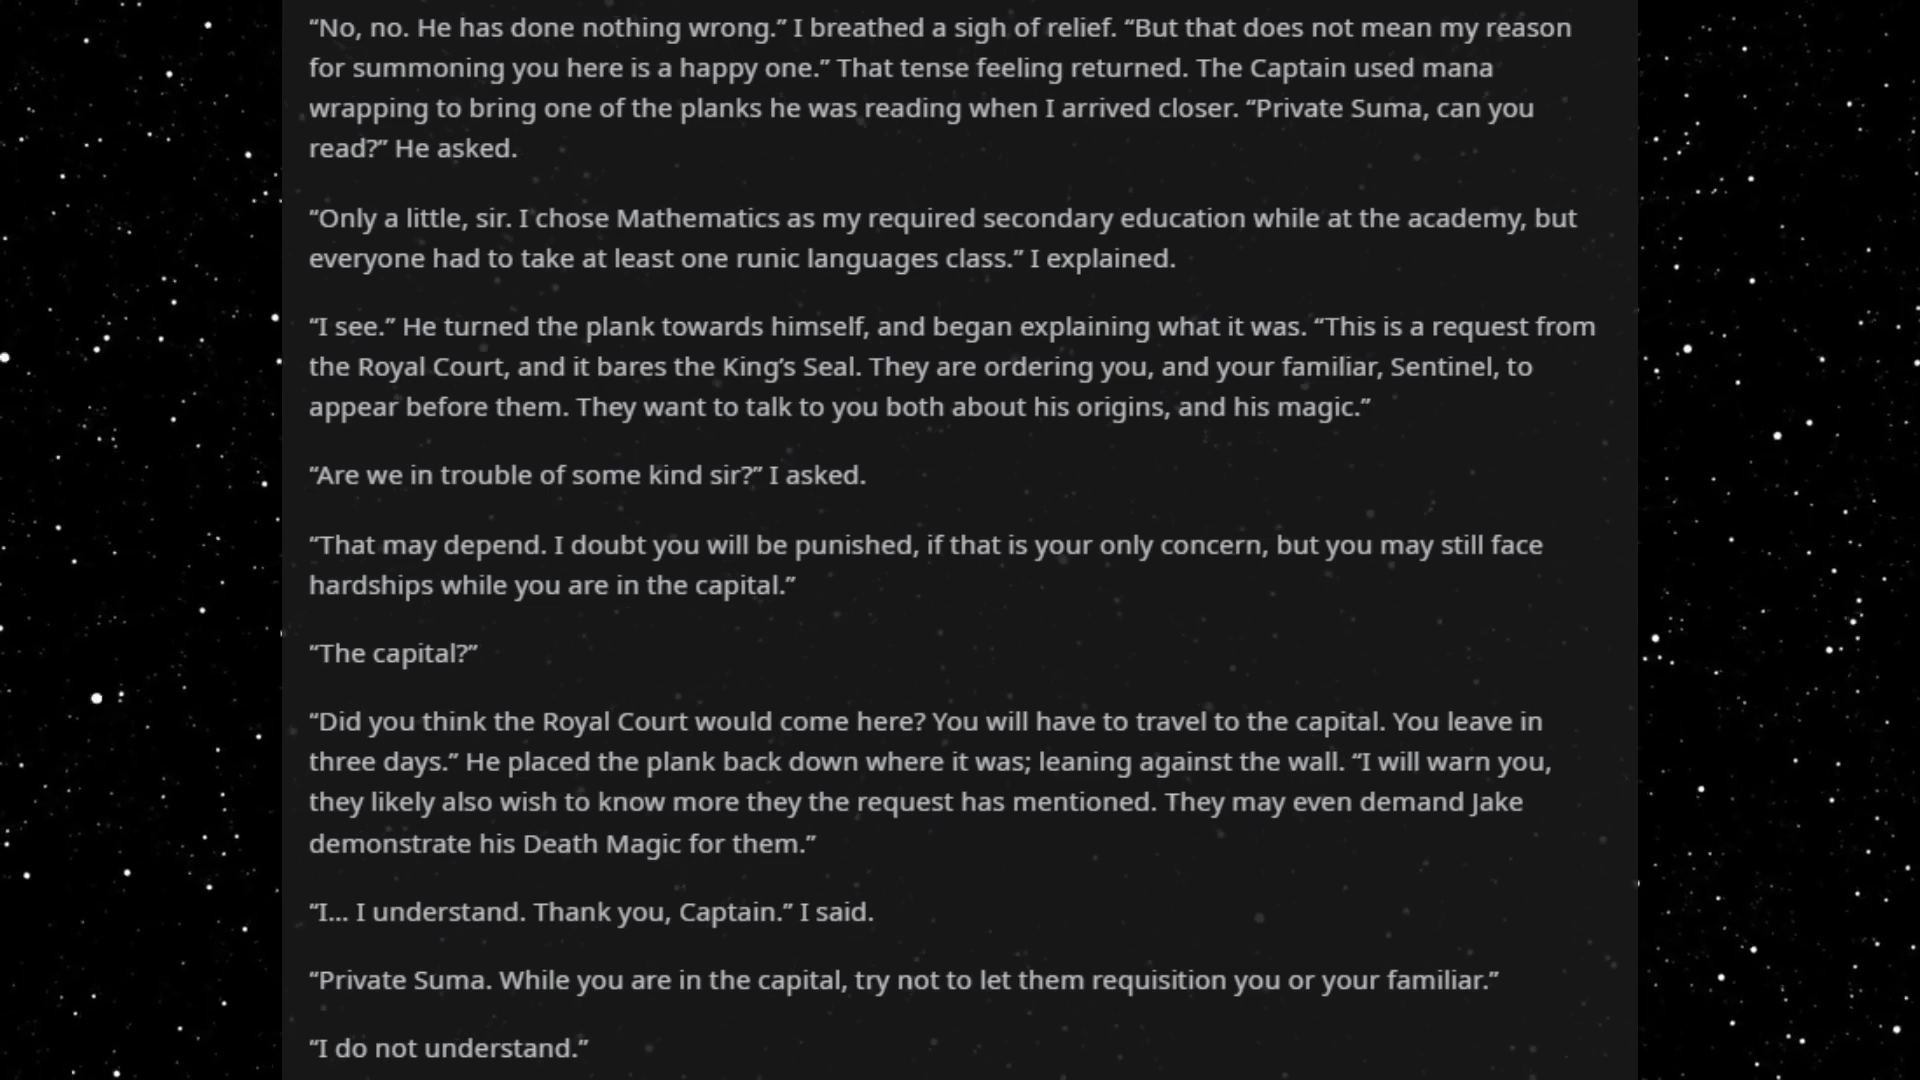 “No, no. He has done nothing wrong.” I breathed a sigh of relief. “But that does not mean my reason
for summoning you here is a happy one.” That tense feeling returned. The Captain used mana
wrapping to bring one of the planks he was reading when I arrived closer. “Private Suma, can you
read?” He asked.
“Only a little, sir. I chose Mathematics as my required secondary education while at the academy, but
everyone had to take at least one runic languages class.” I explained.
“I see.” He turned the plank towards himself, and began explaining what it was. “This is a request from
the Royal Court, and it bares the King’s Seal. They are ordering you, and your familiar, Sentinel, to
appear before them. They want to talk to you both about his origins, and his magic.”
“Are we in trouble of some kind sir?” I asked.
“That may depend. I doubt you will be punished, if that is your only concern, but you may still face
hardships while you are in the capital.”
“The capital?”
“Did you think the Royal Court would come here? You will have to travel to the capital. You leave in
three days.” He placed the plank back down where it was; leaning against the wall. “I will warn you,
they likely also wish to know more they the request has mentioned. They may even demand Jake
demonstrate his Death Magic for them.”
“I... I understand. Thank you, Captain.” I said.
“Private Suma. While you are in the capital, try not to let them requisition you or your familiar.”
“I do not understand.”